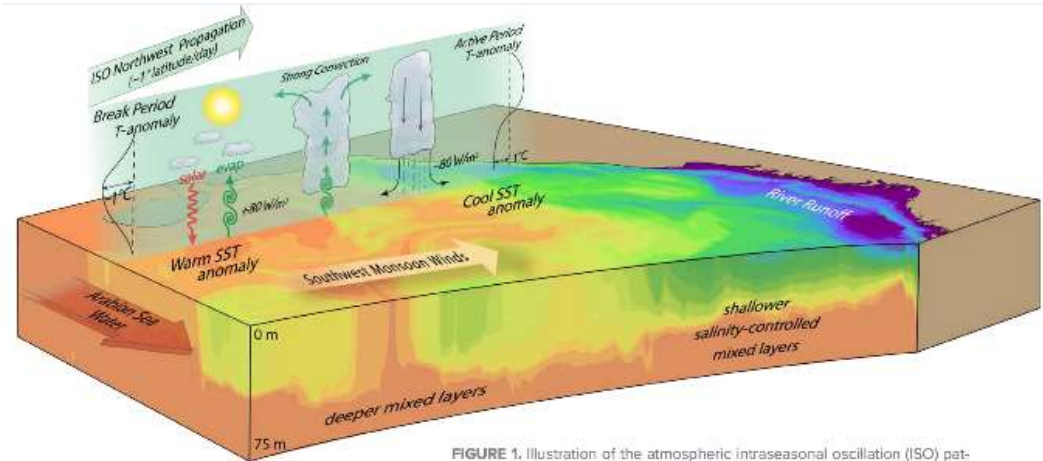 ISO Northwest Propagation
(~1° latitude/day)
Break Period
T-anomaly
1°C
solar
evap
+80 W/m²
Strong Convection
Active Period
T-anomaly
-80 W/m²
1°C
Warm SST
anomaly
Cool SST
anomaly
River Runoff
Southwest Monsoon Winds
Arabian Sea
Water
0 m
75 m
deeper mixed layers
shallower
salinity-controlled
mixed layers
FIGURE 1. Illustration of the atmospheric intraseasonal oscillation (ISO) pat-